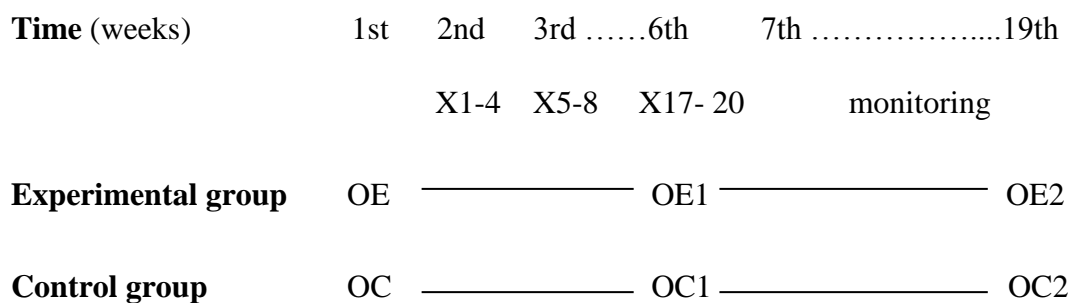 Time (weeks) 1st 2nd 3rd ……6th 7th ……………....19th
X1-4 X5-8 X17- 20 monitoring
Experimental group OE OE1 OE2
Control group OC OC1 OC2